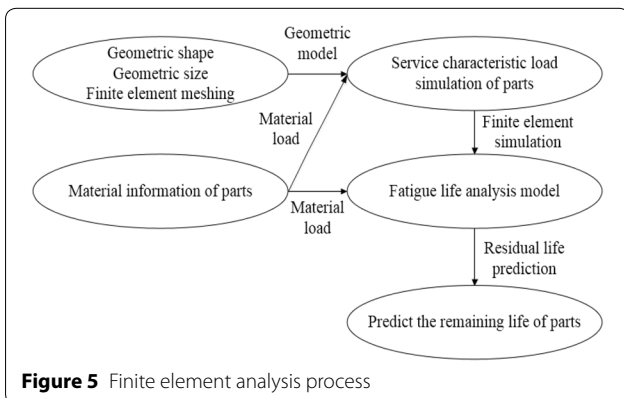 Geometric shape
Geometric size
Finite element meshing
Geometric
model
Service characteristic load
simulation of parts
Material
load
Finite element
simulation
Material information of parts
Material
load
Fatigue life analysis model
Residual life
prediction
Predict the remaining life of parts
Figure 5 Finite element analysis process